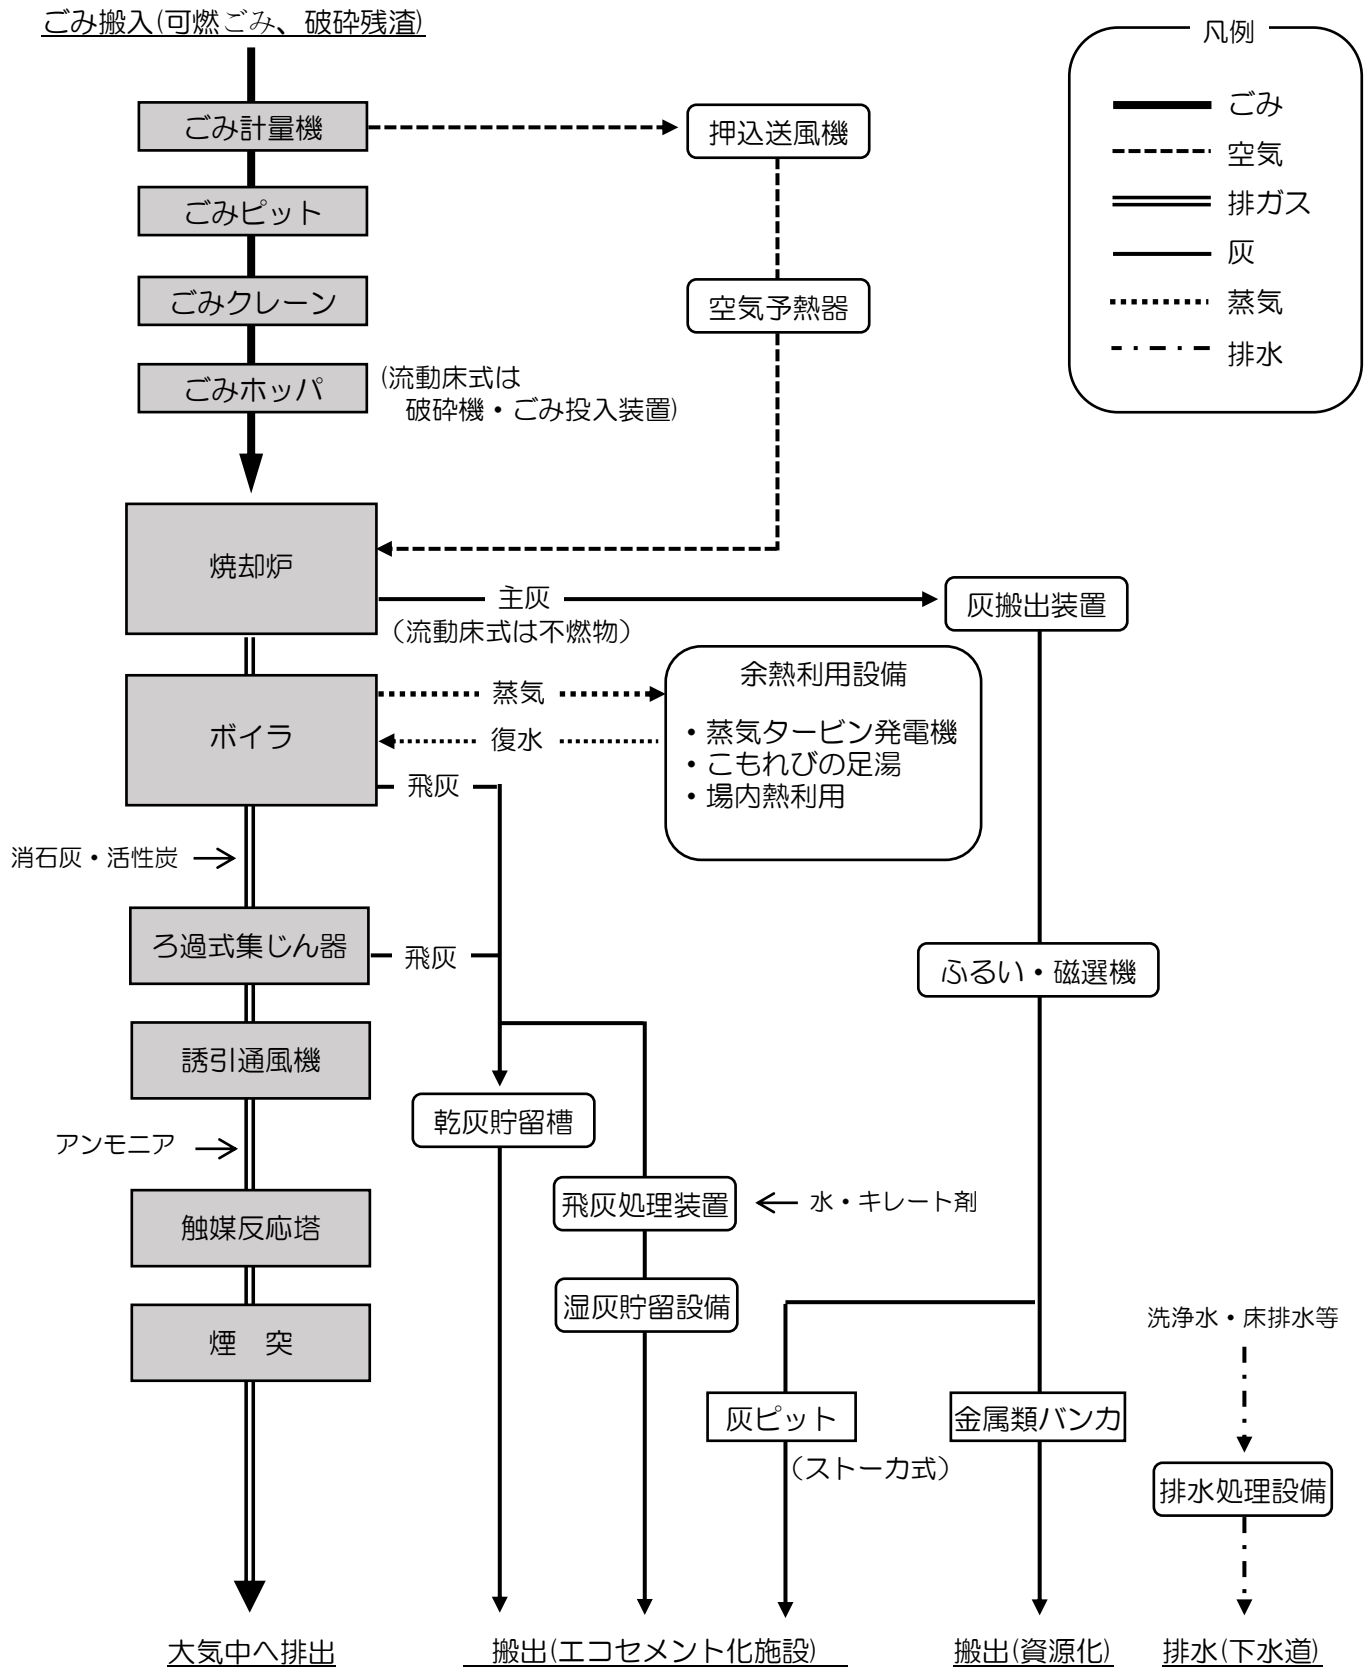 ごみ搬入(可燃ごみ、破砕残渣)
凡例
ごみ
空気
排ガス
灰
蒸気
排水
ごみ計量機
押込送風機
ごみピット
ごみクレーン
空気予熱器
ごみホッパ
(流動床式は
破砕機・ごみ投入装置)
焼却炉
主灰
(流動床式は不燃物)
灰搬出装置
ボイラ
蒸気
復水
飛灰
余熱利用設備
・蒸気タービン発電機
・こもれびの足湯
・場内熱利用
消石灰・活性炭
ろ過式集じん器
飛灰
ふるい・磁選機
誘引通風機
乾灰貯留槽
アンモニア
飛灰処理装置
水・キレート剤
触媒反応塔
湿灰貯留設備
煙　突
洗浄水・床排水等
灰ピット
(ストーカ式)
金属類バンカ
排水処理設備
大気中へ排出
搬出(エコセメント化施設)
搬出(資源化)
排水(下水道)